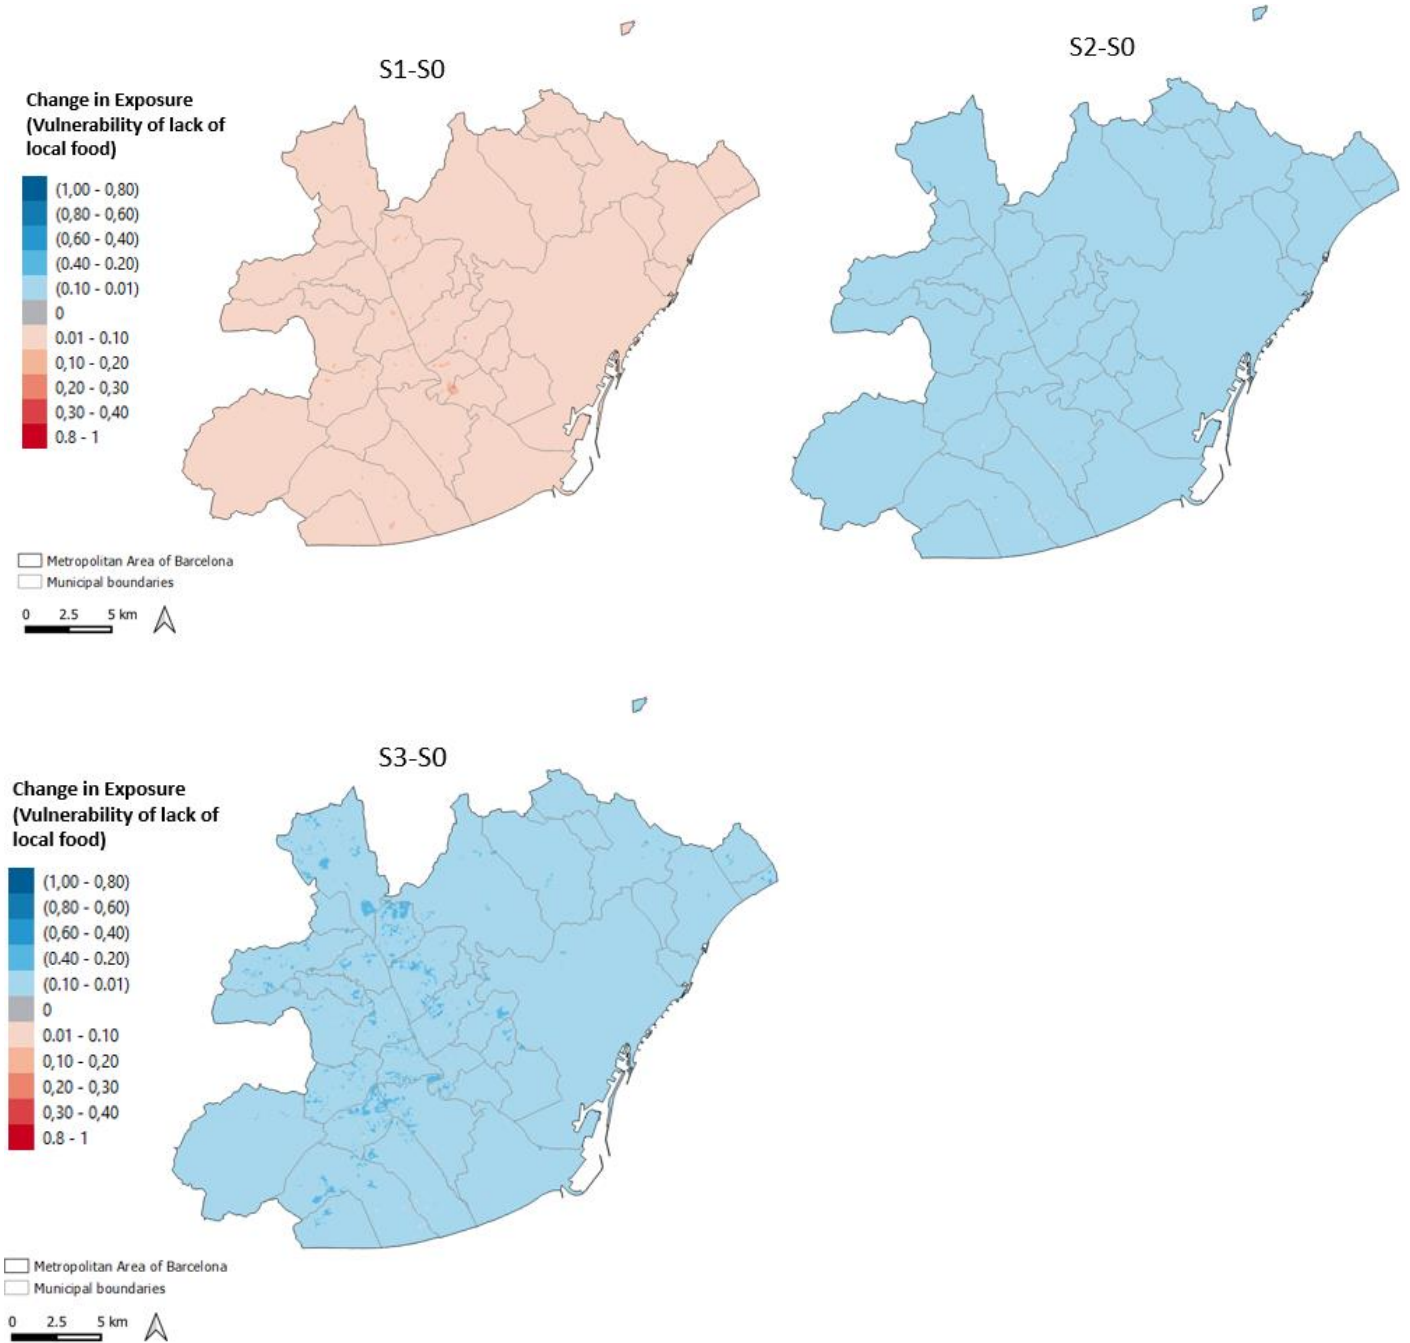 S1-S0
S2-S0
Change in Exposure
(Vulnerability of lack of
local food)
(1,00 - 0,80)
(0,80 - 0,60)
(0,60 - 0,40)
(0.40 - 0.20)
(0.10 - 0.01)
0
0.01 - 0.10
0,10 - 0,20
0,20 - 0,30
0,30 - 0,40
0.8 - 1
Metropolitan Area of Barcelona
Municipal boundaries
0 2.5 5 km
S3-S0
Change in Exposure
(Vulnerability of lack of
local food)
(1,00 - 0,80)
(0,80 - 0,60)
(0,60 - 0,40)
(0.40 - 0.20)
(0.10 - 0.01)
0
0.01 - 0.10
0,10 - 0,20
0,20 - 0,30
0,30 - 0,40
0.8 - 1
Metropolitan Area of Barcelona
Municipal boundaries
0 2.5 5 km